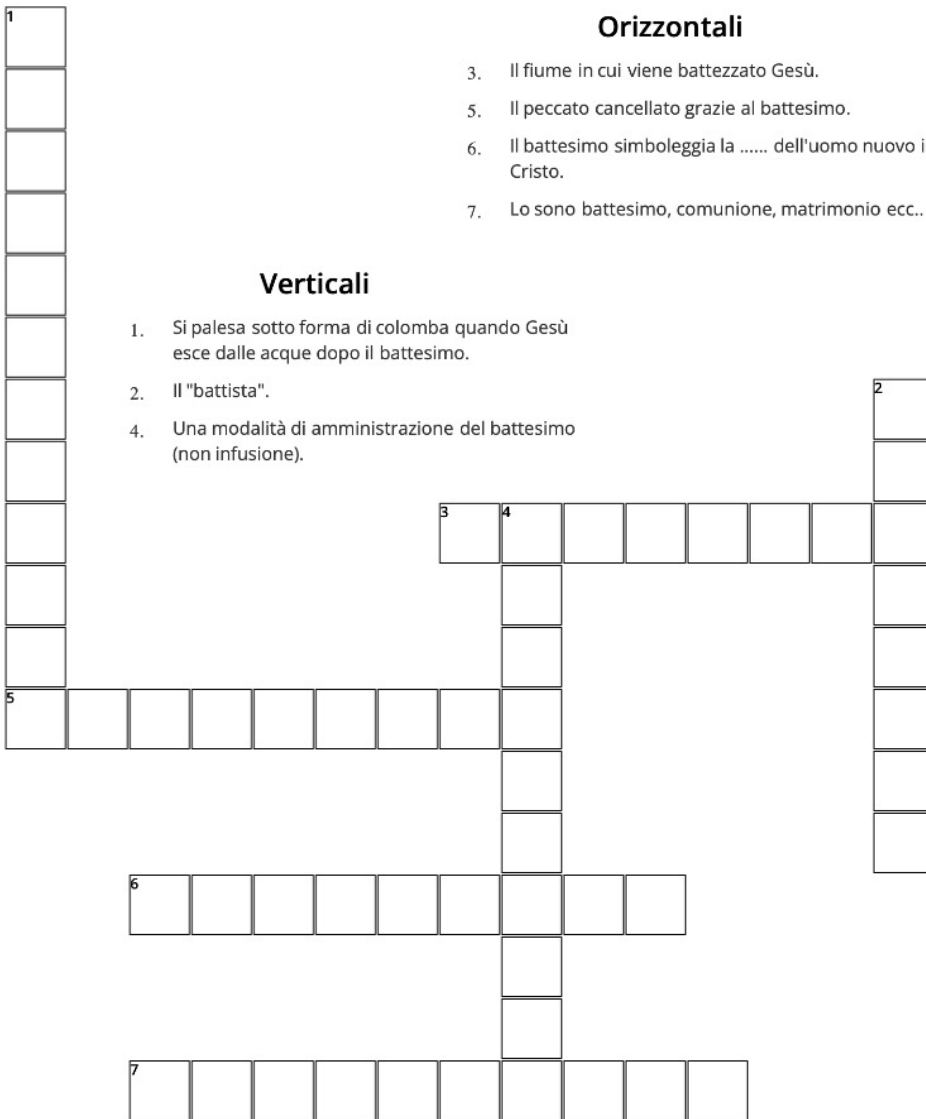 1
Orizzontali
3. Il fiume in cui viene battezzato Gesù.
5. Il peccato cancellato grazie al battesimo.
6. Il battesimo simboleggia la ...... dell'uomo nuovo i
Cristo.
7. Lo sono battesimo, comunione, matrimonio ecc..
Verticali
1. Si palesa sotto forma di colomba quando Gesù
esce dalle acque dopo il battesimo.
2. Il "battista".
4. Una modalità di amministrazione del battesimo
(non infusione).
2
3 4
5
6
7